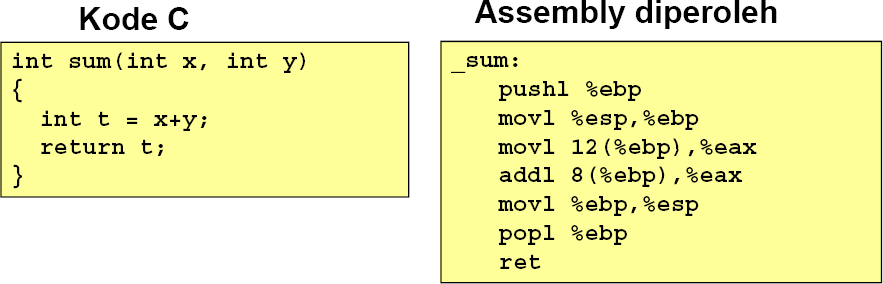 Kode C
int sum(int x, int y)
{
  int t = x+y;
  return t;
}
Assembly diperoleh
_sum:
   pushl %ebp
   movl %esp,%ebp
   movl 12(%ebp),%eax
   addl 8(%ebp),%eax
   movl %ebp,%esp
   popl %ebp
   ret